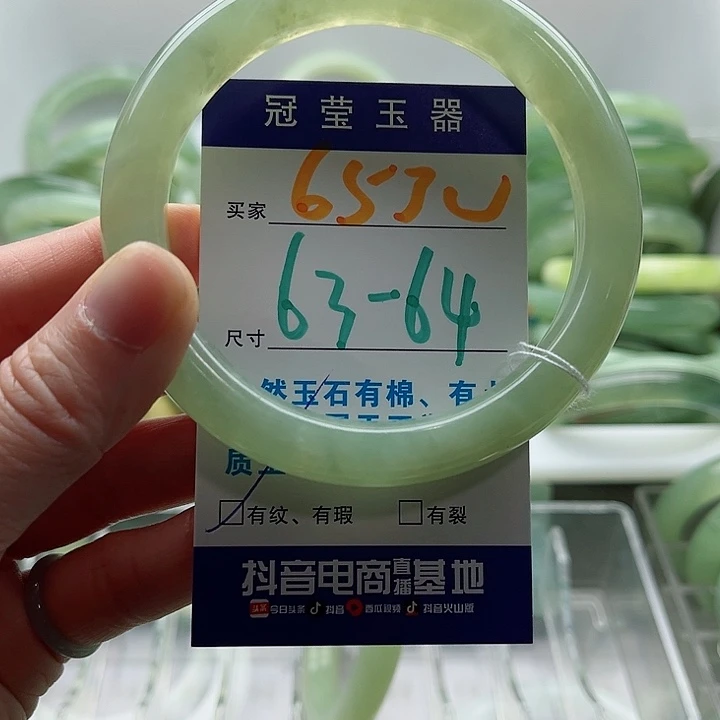 冠莹玉器
买家 657U
尺寸 63-64
然玉石有棉、有
质
有纹、有瑕 有裂
抖音电商直播基地
今日头条 抖音 西瓜视频 抖音火山版